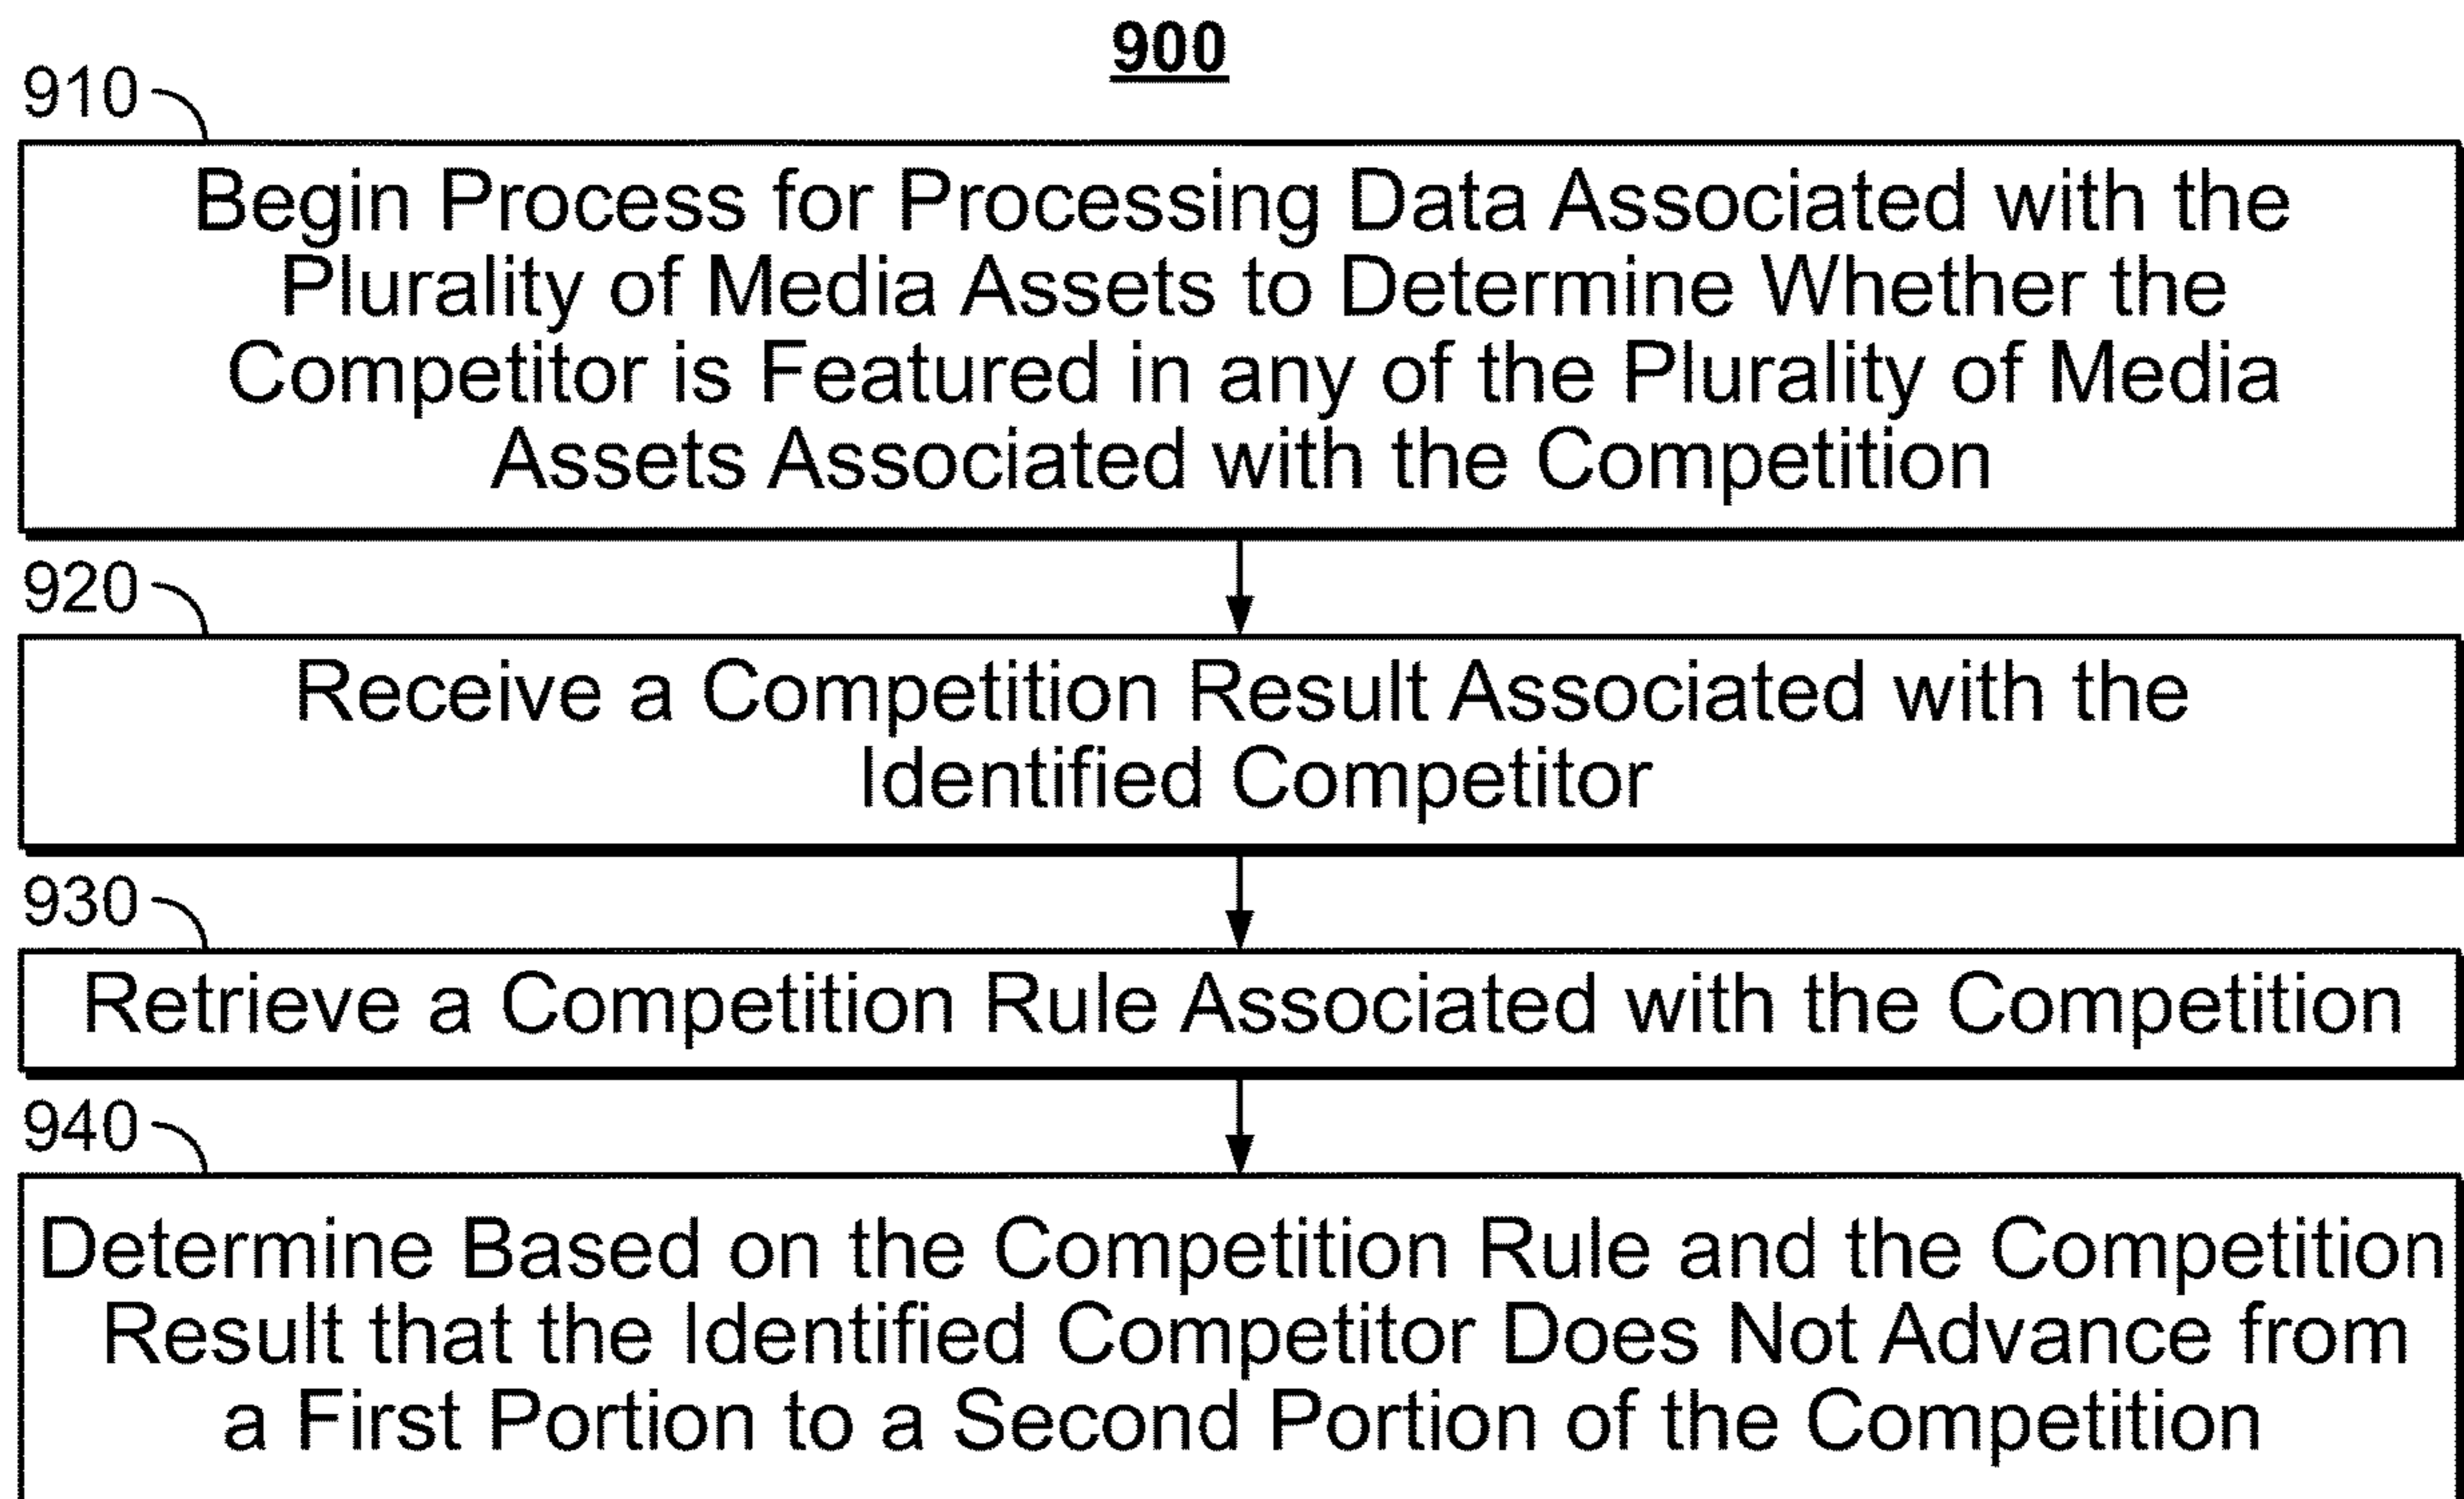 900
910
Begin Process for Processing Data Associated with the
Plurality of Media Assets to Determine Whether the
Competitor is Featured in any of the Plurality of Media
Assets Associated with the Competition
920
Receive a Competition Result Associated with the
Identified Competitor
930
Retrieve a Competition Rule Associated with the Competition
940
Determine Based on the Competition Rule and the Competition
Result that the Identified Competitor Does Not Advance from
a First Portion to a Second Portion of the Competition